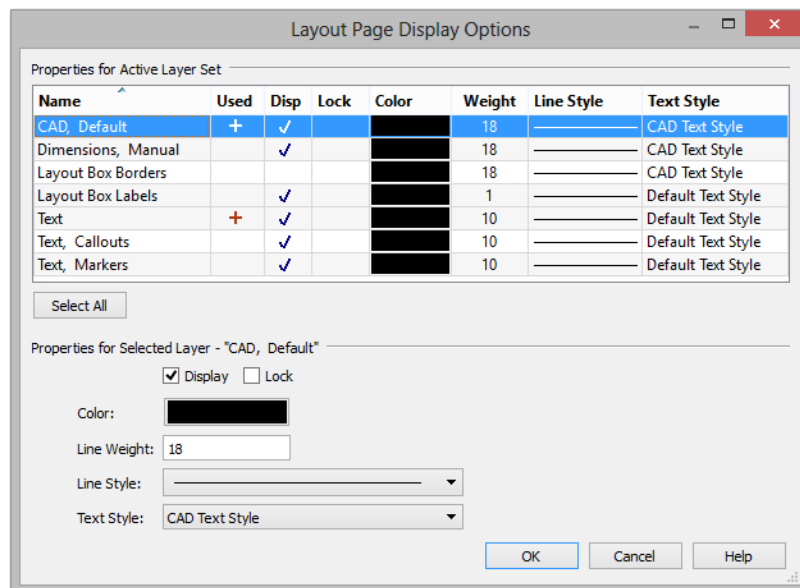 Layout Page Display Options
Properties for Active Layer Set
Name Used Disp Lock Color Weight Line Style Text Style
CAD, Default + 18 CAD Text Style
Dimensions, Manual 18 CAD Text Style
Layout Box Borders 18 CAD Text Style
Layout Box Labels 1 Default Text Style
Text + 10 Default Text Style
Text, Callouts 10 Default Text Style
Text, Markers 10 Default Text Style
Select All
Properties for Selected Layer - "CAD, Default"
Display Lock
Color:
Line Weight: 18
Line Style:
Text Style: CAD Text Style
OK Cancel Help